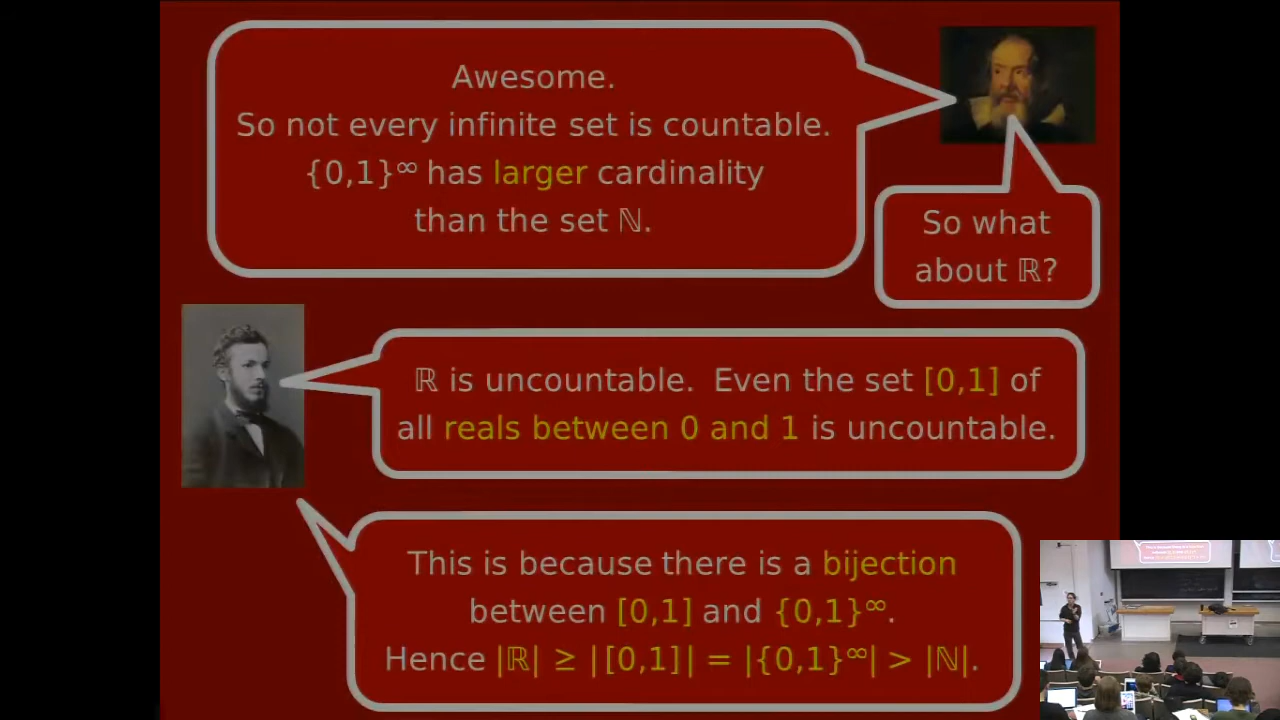 Awesome.
So not every infinite set is countable.
{0,1}^∞ has larger cardinality
than the set ℕ.
So what
about ℝ?
ℝ is uncountable. Even the set [0,1] of
all reals between 0 and 1 is uncountable.
This is because there is a bijection
between [0,1] and {0,1}^∞.
Hence |ℝ| ≥ |[0,1]| = |{0,1}^∞| > |ℕ|.